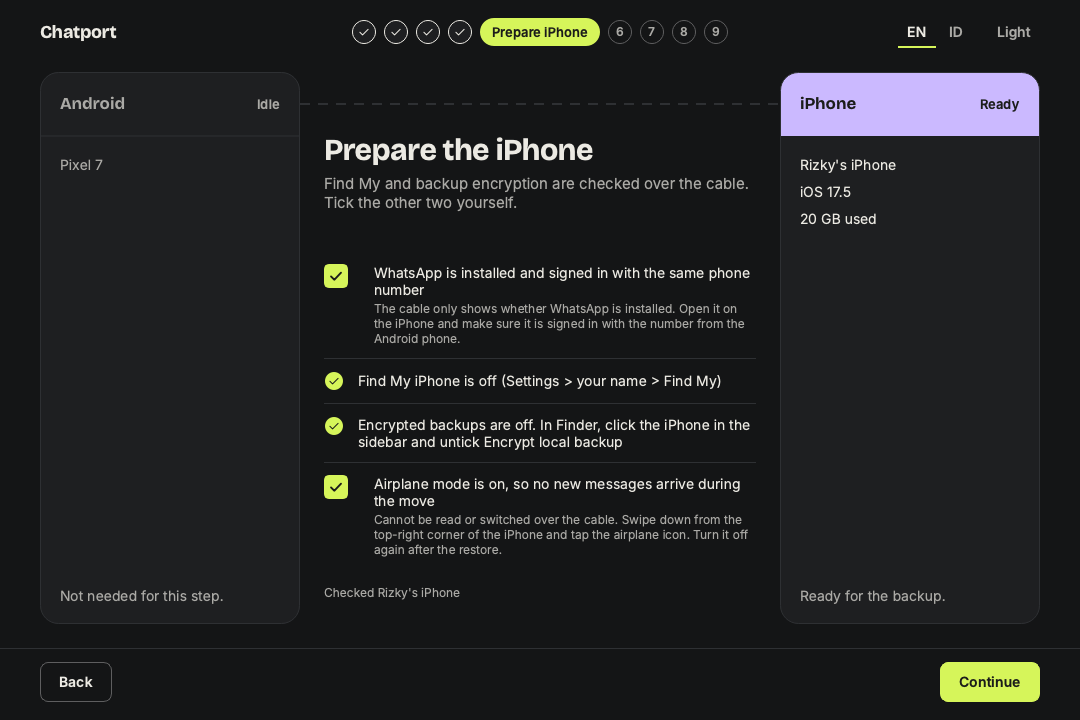 Chatport
Prepare iPhone
6
7
8
9
EN
ID
Light
Android
Idle
Pixel 7
Not needed for this step.
Prepare the iPhone
Find My and backup encryption are checked over the cable.
Tick the other two yourself.
WhatsApp is installed and signed in with the same phone
number
The cable only shows whether WhatsApp is installed. Open it on
the iPhone and make sure it is signed in with the number from the
Android phone.
Find My iPhone is off (Settings > your name > Find My)
Encrypted backups are off. In Finder, click the iPhone in the
sidebar and untick Encrypt local backup
Airplane mode is on, so no new messages arrive during
the move
Cannot be read or switched over the cable. Swipe down from the
top-right corner of the iPhone and tap the airplane icon. Turn it off
again after the restore.
Checked Rizky's iPhone
iPhone
Ready
Rizky's iPhone
iOS 17.5
20 GB used
Ready for the backup.
Back
Continue